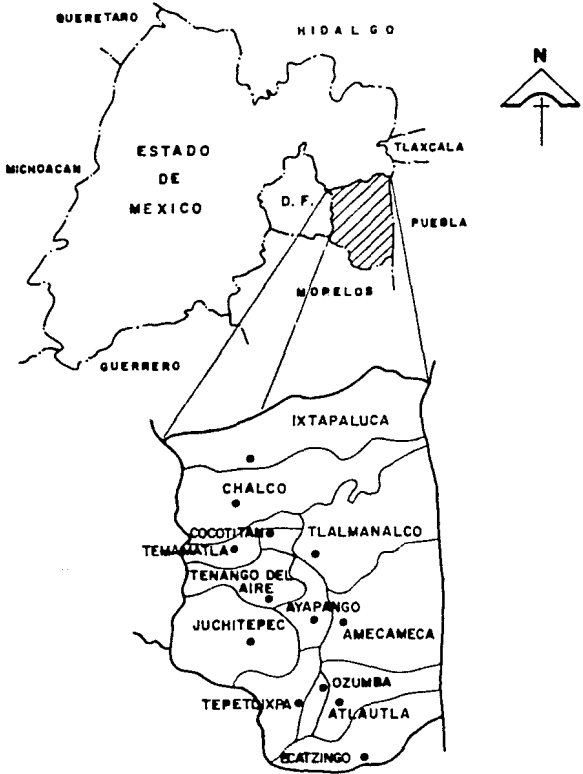 QUERETARO
HIDALGO
N
MICHOACAN
ESTADO
DE
MEXICO
TLAXCALA
D. F.
PUEBLA
MORELOS
GUERRERO
IXTAPALUCA
CHALCO
COCOTITAN
TLALMANALCO
TEMAMATLA
TENANGO DEL
AIRE
AYAPANGO
JUCHITEPEC
AMECAMECA
OZUMBA
TEPETLIXPA
ATLAUTLA
ECATZINGO